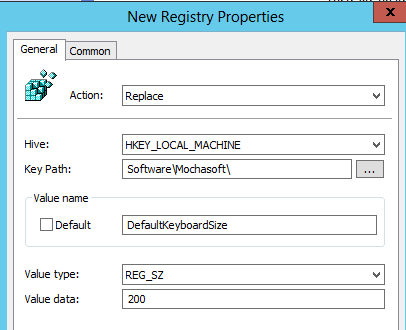 New Registry Properties
x
General Common
Action: Replace
Hive: HKEY_LOCAL_MACHINE
Key Path: Software\Mochasoft\ ...
Value name
Default DefaultKeyboardSize
Value type: REG_SZ
Value data: 200